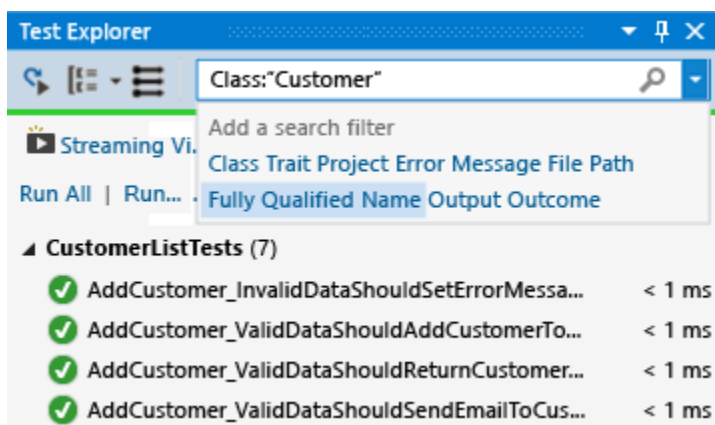 Test Explorer
Class:"Customer"
Add a search filter
Streaming Vi.
Class Trait Project Error Message File Path
Run All | Run...
Fully Qualified Name Output Outcome
CustomerListTests (7)
AddCustomer_InvalidDataShouldSetErrorMessa... < 1 ms
AddCustomer_ValidDataShouldAddCustomerTo... < 1 ms
AddCustomer_ValidDataShouldReturnCustomer... < 1 ms
AddCustomer_ValidDataShouldSendEmailToCus... < 1 ms